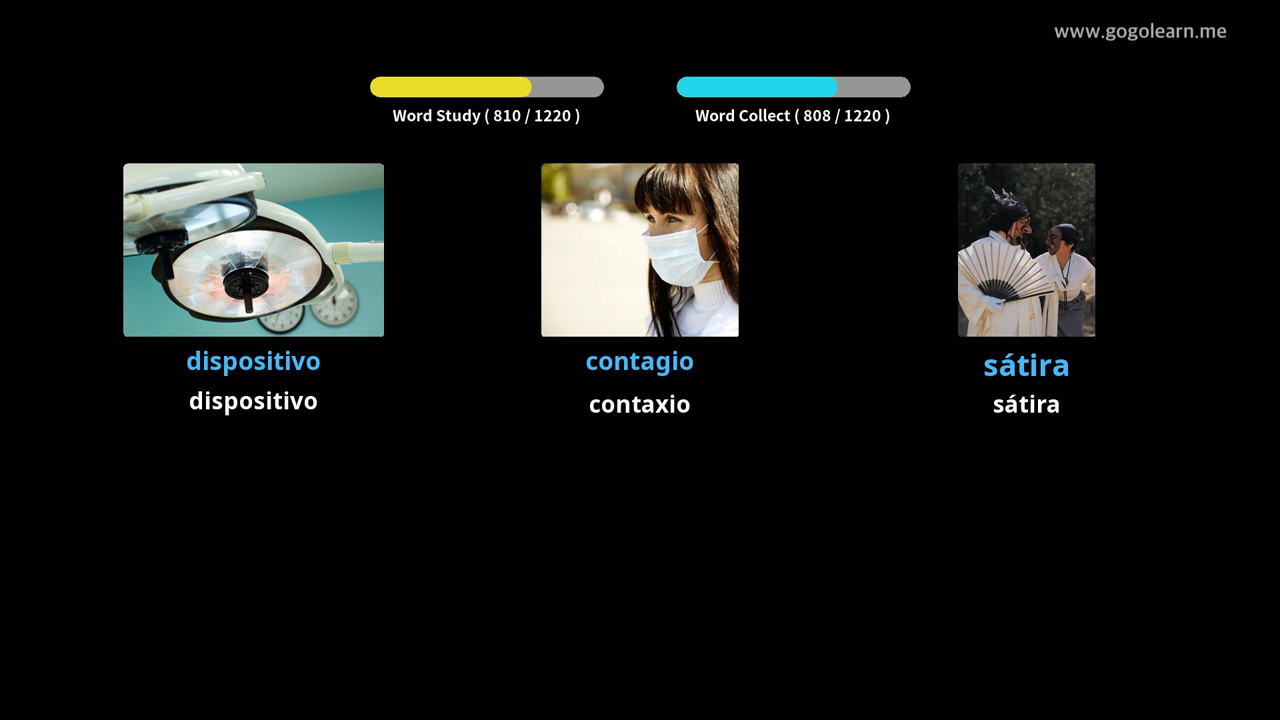 www.gogolearn.me
Word Study ( 810 / 1220 )
Word Collect ( 808 / 1220 )
dispositivo
dispositivo
contagio
contaxio
sátira
sátira